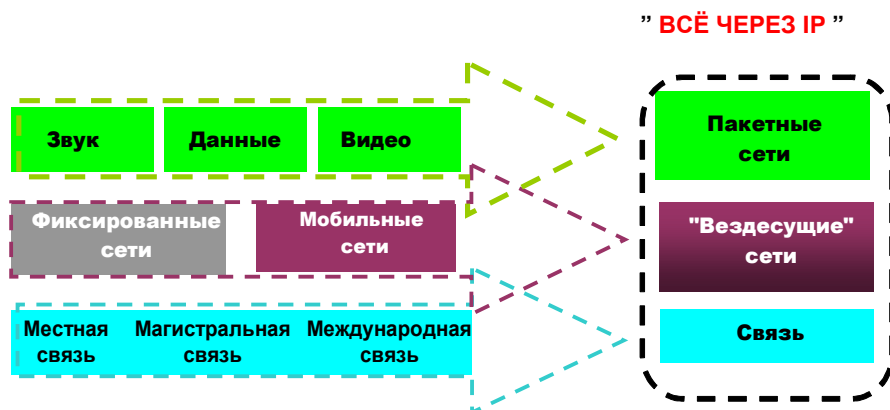 " ВСЁ ЧЕРЕЗ IP "
Звук
Данные
Видео
Пакетные
сети
Фиксированные
сети
Мобильные
сети
"Вездесущие"
сети
Местная
связь
Магистральная
связь
Международная
связь
Связь